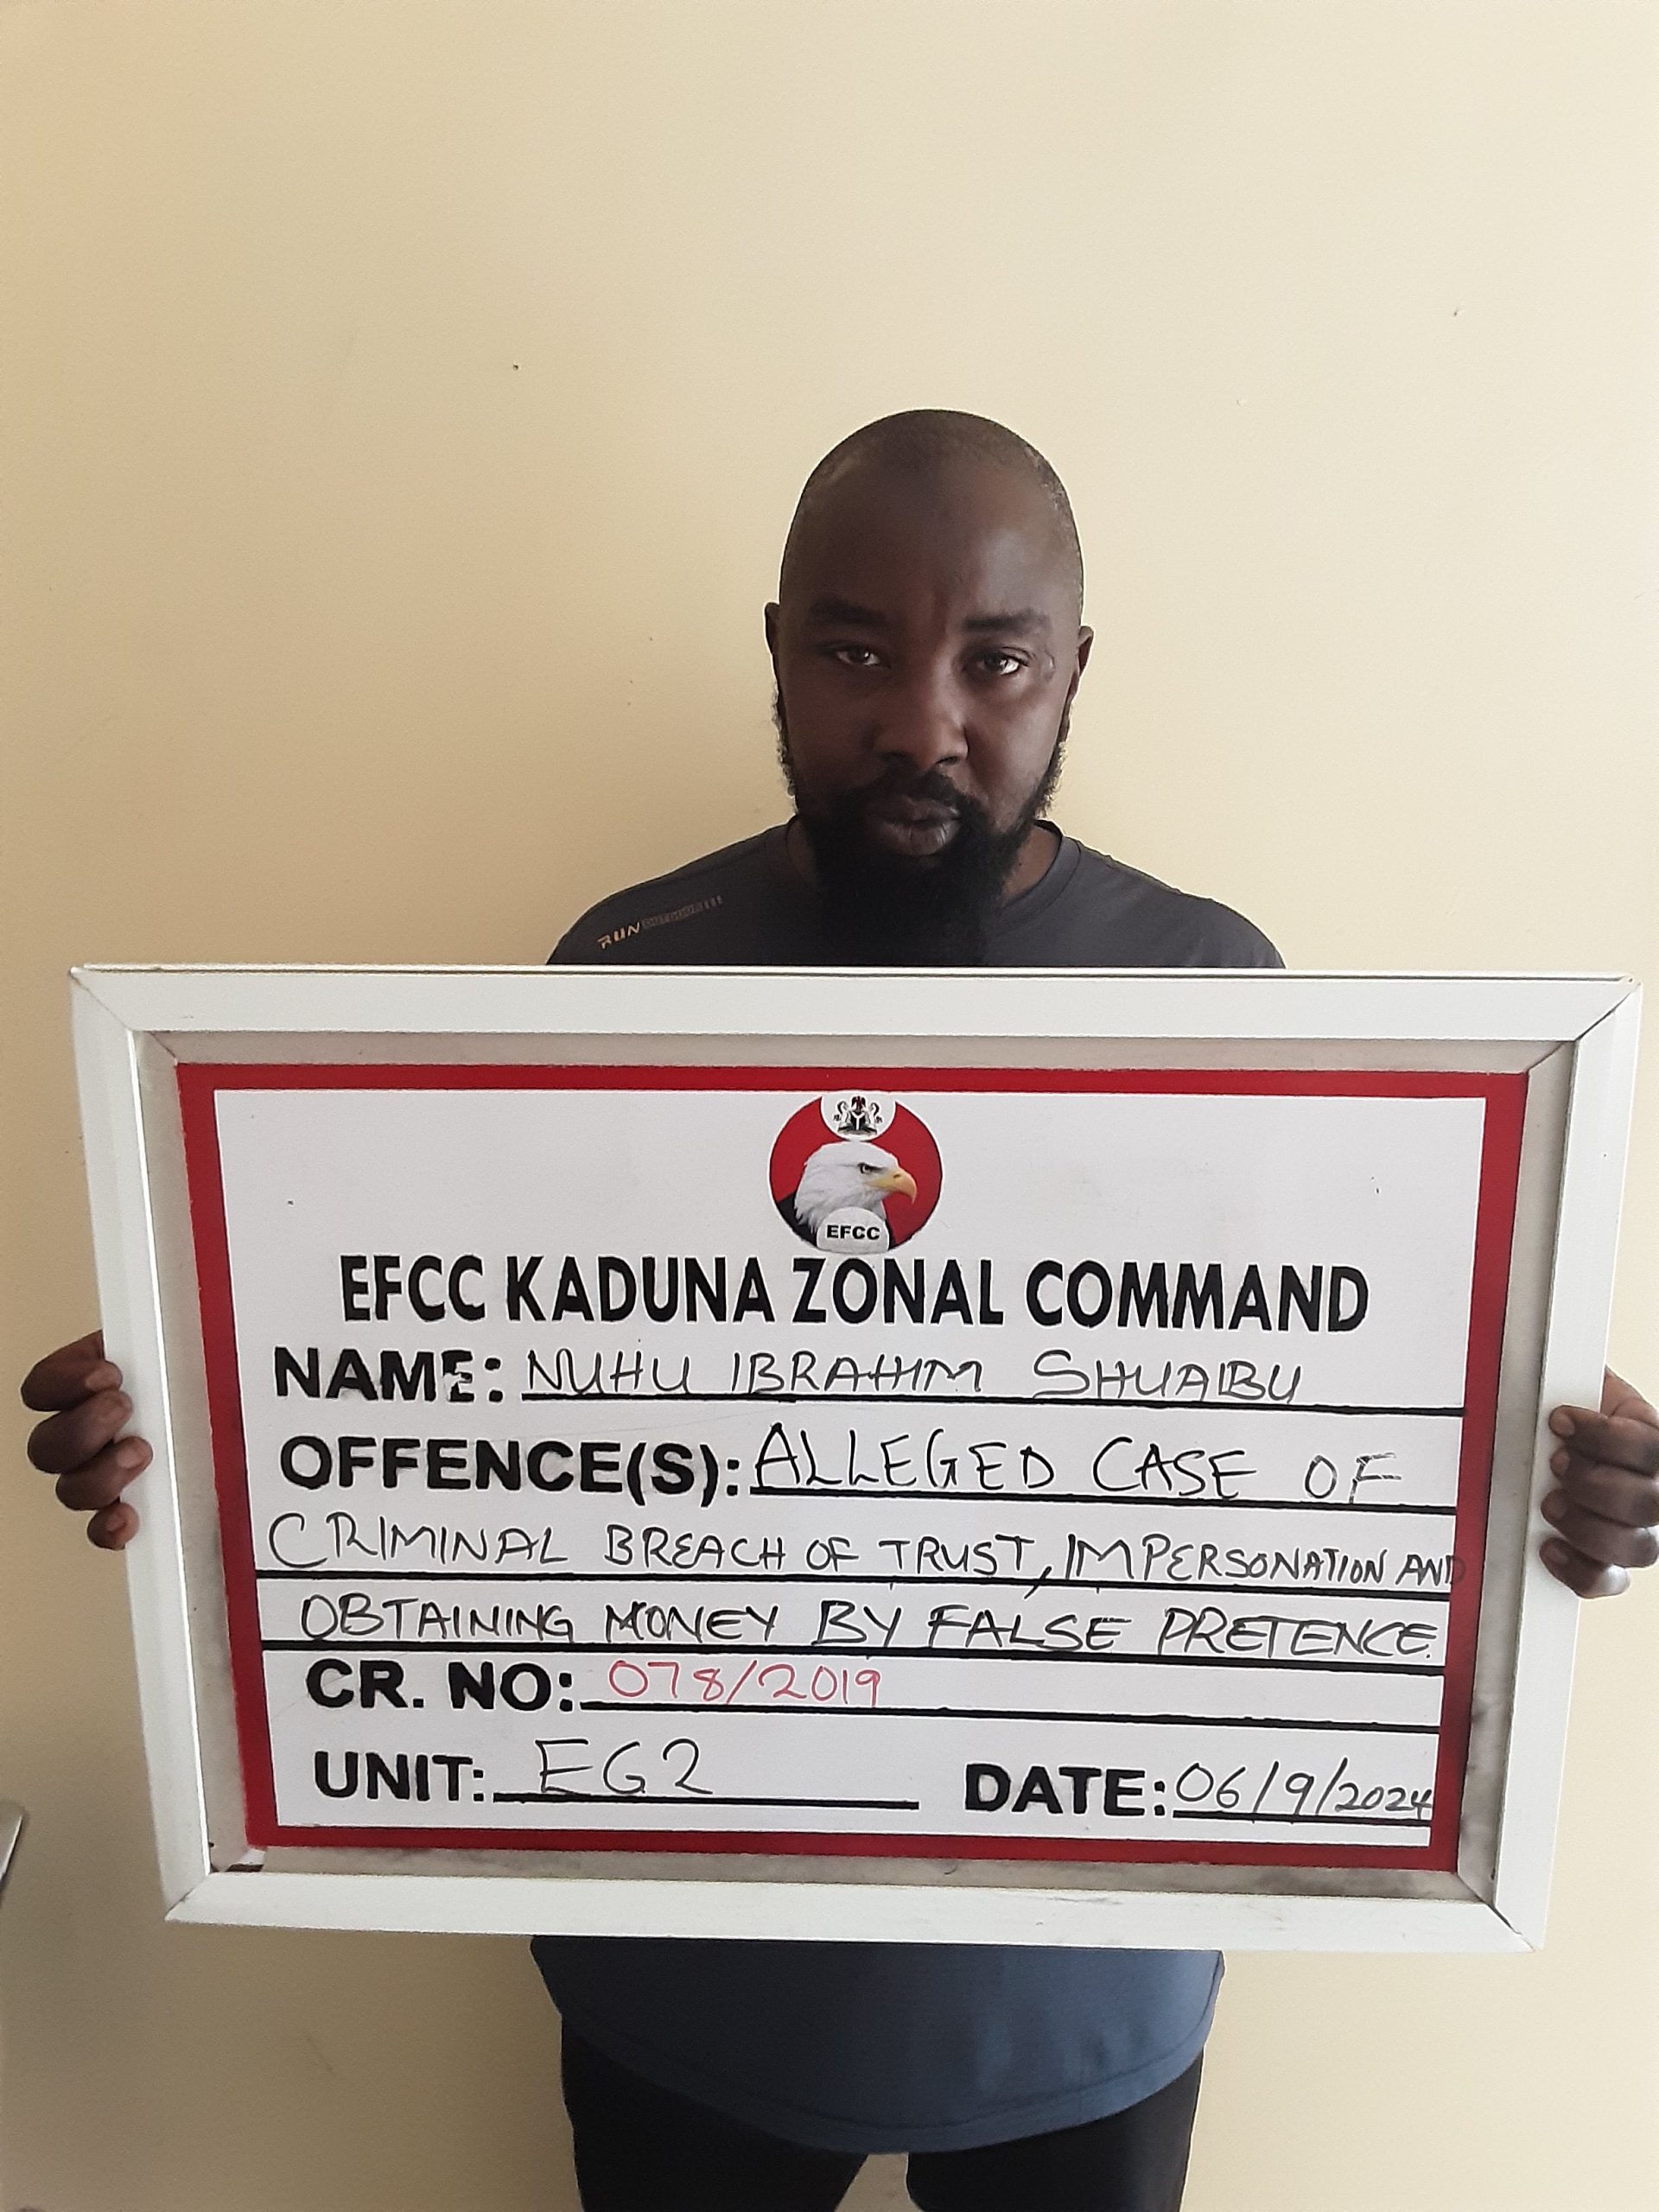 RUN OUTDOOR
EFCC
EFCC KADUNA ZONAL COMMAND
NAME: NUHU IBRAHIM SHUAIBU
OFFENCE(S): ALLEGED CASE OF
CRIMINAL BREACH OF TRUST, IMPERSONATION AND
OBTAINING MONEY BY FALSE PRETENCE.
CR. NO: 078/2019
UNIT: EG2 DATE: 06/9/2024